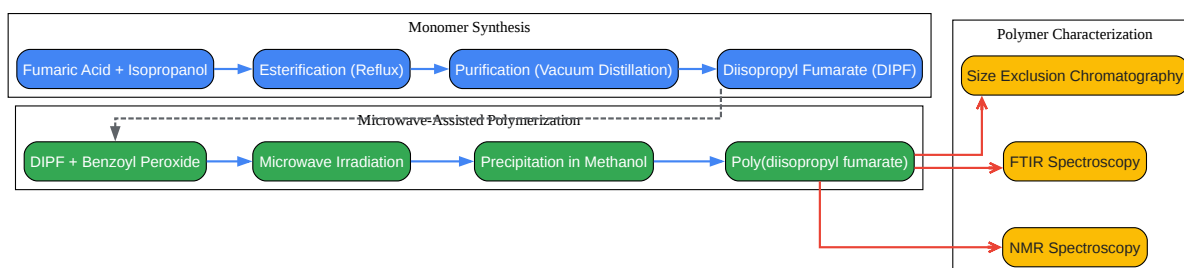 Monomer Synthesis
Fumaric Acid + Isopropanol
Esterification (Reflux)
Purification (Vacuum Distillation)
Diisopropyl Fumarate (DIPF)
Microwave-Assisted Polymerization
DIPF + Benzoyl Peroxide
Microwave Irradiation
Precipitation in Methanol
Poly(diisopropyl fumarate)
Polymer Characterization
Size Exclusion Chromatography
FTIR Spectroscopy
NMR Spectroscopy